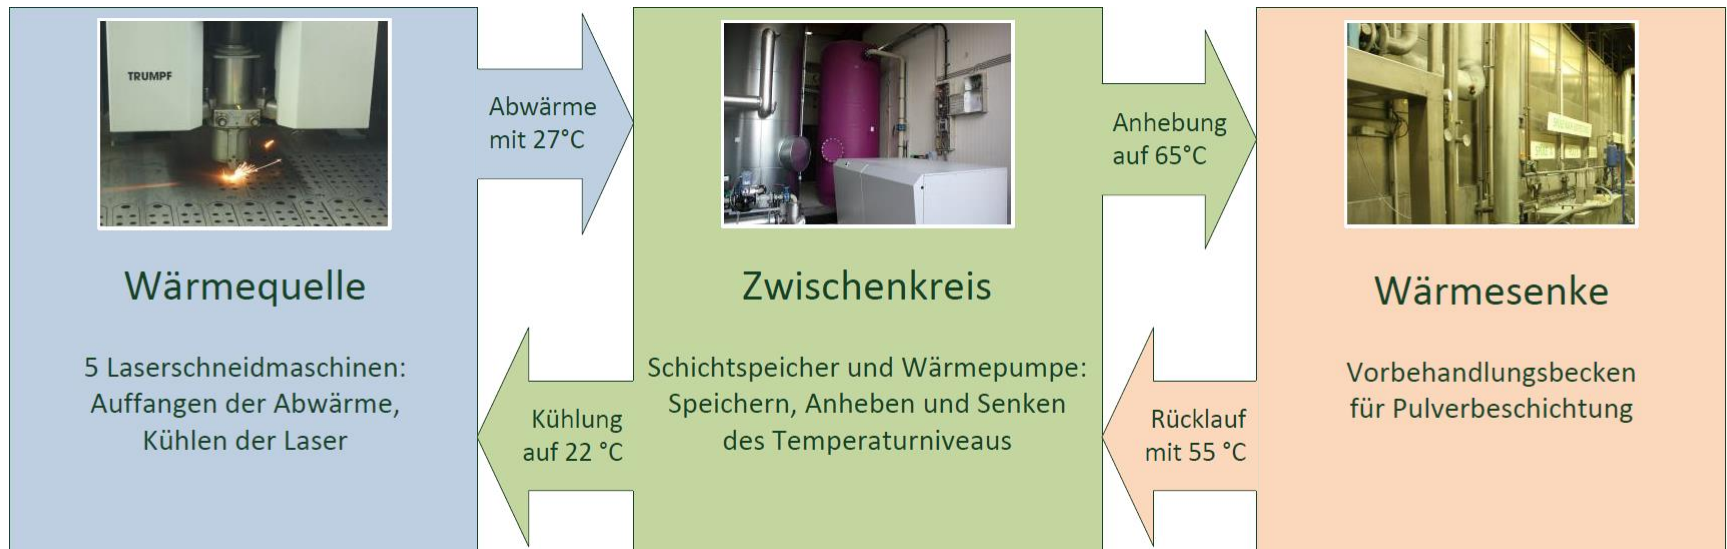 TRUMPF
Wärmequelle
5 Laserschneidmaschinen:
Auffangen der Abwärme,
Kühlen der Laser
Abwärme
mit 27°C
Kühlung
auf 22 °C
Zwischenkreis
Schichtspeicher und Wärmepumpe:
Speichern, Anheben und Senken
des Temperaturniveaus
Anhebung
auf 65°C
Rücklauf
mit 55 °C
Wärmesenke
Vorbehandlungsbecken
für Pulverbeschichtung